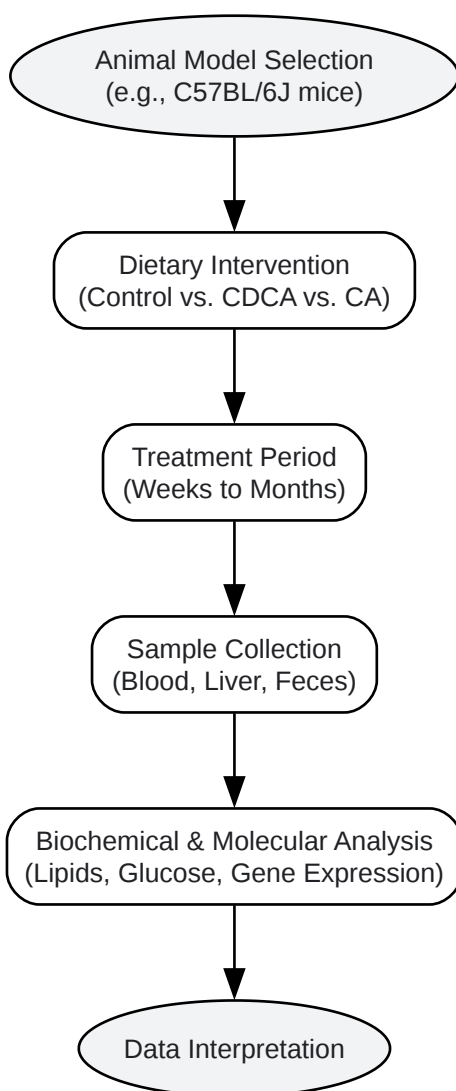 Animal Model Selection
(e.g., C57BL/6J mice)
Dietary Intervention
(Control vs. CDCA vs. CA)
Treatment Period
(Weeks to Months)
Sample Collection
(Blood, Liver, Feces)
Biochemical & Molecular Analysis
(Lipids, Glucose, Gene Expression)
Data Interpretation